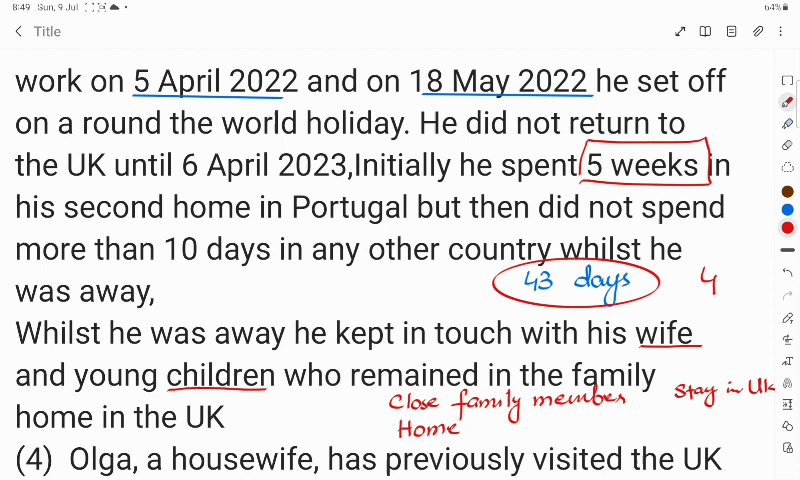 8:49 Sun, 9 Jul 64%
Title
work on 5 April 2022 and on 18 May 2022 he set off
on a round the world holiday. He did not return to
the UK until 6 April 2023,Initially he spent 5 weeks in
his second home in Portugal but then did not spend
more than 10 days in any other country whilst he
was away,
43 days 4
Whilst he was away he kept in touch with his wife
and young children who remained in the family
home in the UK
Close family member Stay in Uk
Home
(4) Olga, a housewife, has previously visited the UK